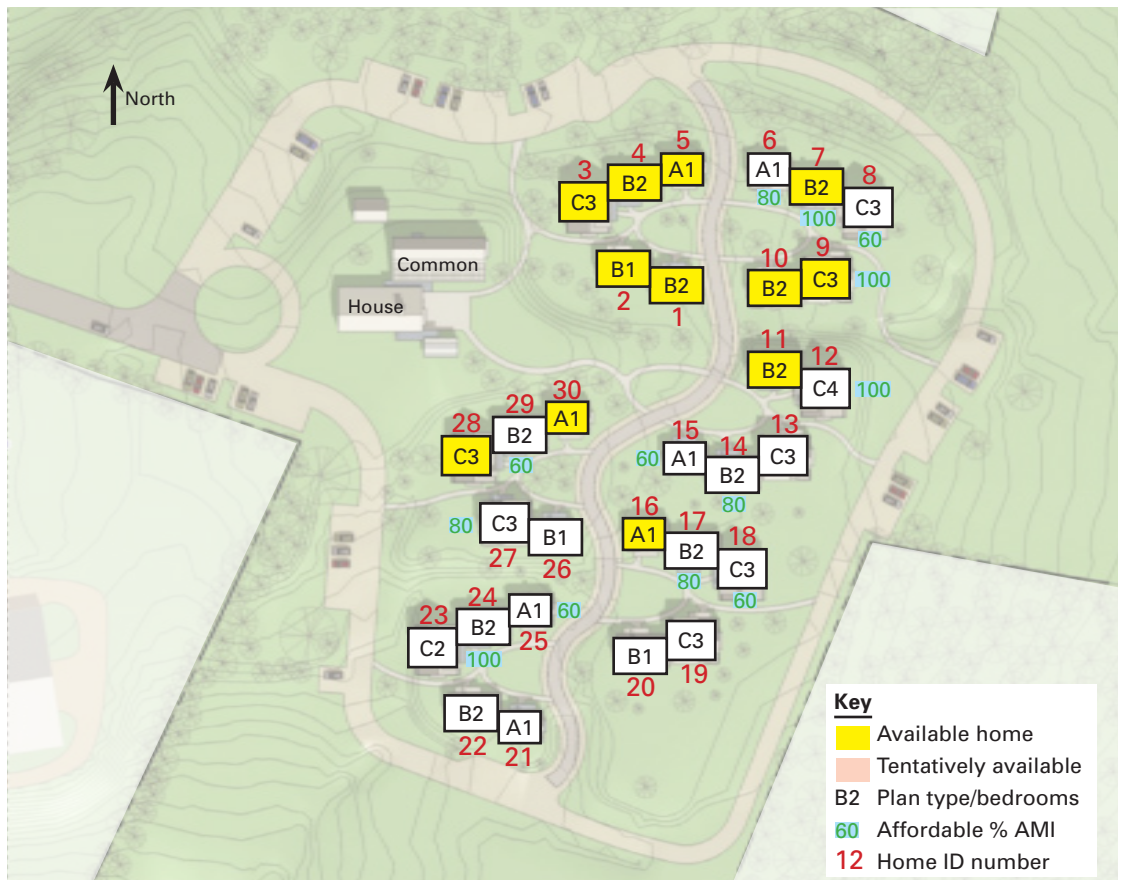 North
Common
House
3
C3
4
B2
5
A1
B1
2
B2
1
6
A1
80
7
B2
100
8
C3
60
10
B2
9
C3
100
11
B2
12
C4
100
13
C3
14
B2
80
15
A1
60
16
A1
17
B2
80
18
C3
60
C3
19
B1
20
30
A1
29
B2
60
28
C3
80
C3
27
B1
26
23
C2
24
B2
100
A1
60
25
B2
22
A1
21
Key
Available home
Tentatively available
B2 Plan type/bedrooms
60 Affordable % AMI
12 Home ID number